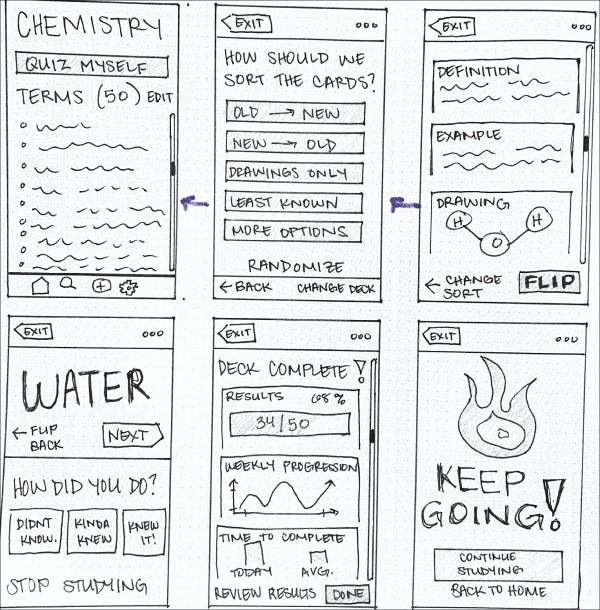 CHEMISTRY
QUIZ MYSELF
TERMS (50) EDIT
EXIT
HOW SHOULD WE
SORT THE CARDS?
OLD → NEW
NEW → OLD
DRAWINGS ONLY
LEAST KNOWN
MORE OPTIONS
RANDOMIZE
← BACK CHANGE DECK
EXIT
DEFINITION
EXAMPLE
DRAWING
H O H
← CHANGE
SORT
FLIP
EXIT
WATER
← FLIP
BACK
NEXT
HOW DID YOU DO?
DIDNT
KNOW.
KINDA
KNEW
KNEW
IT!
STOP STUDYING
EXIT
DECK COMPLETE!
RESULTS 68%
34/50
WEEKLY PROGRESSION
TIME TO COMPLETE
TODAY AVG.
REVIEW RESULTS DONE
EXIT
KEEP
GOING!
CONTINUE
STUDYING
BACK TO HOME